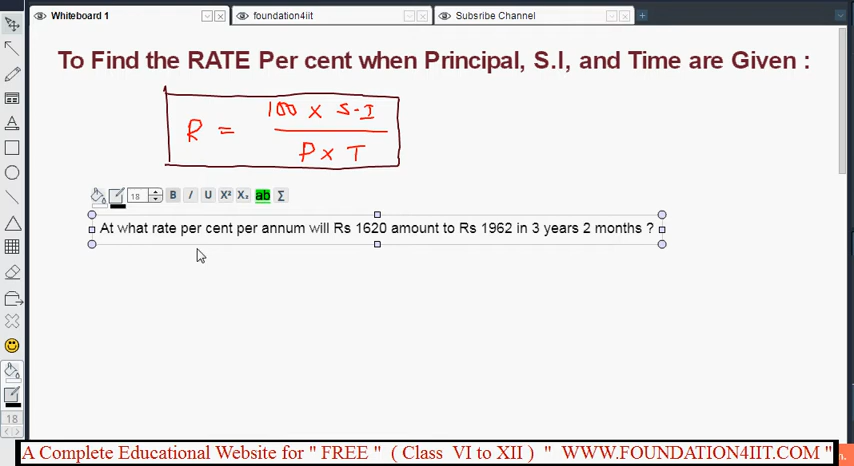 Whiteboard 1
foundation4iit
Subsribe Channel
To Find the RATE Per cent when Principal, S.I, and Time are Given :
R = 100 x S.I
P x T
18 B I U X² X₂ ab Σ
At what rate per cent per annum will Rs 1620 amount to Rs 1962 in 3 years 2 months ?
18
A Complete Educational Website for " FREE " ( Class VI to XII ) " WWW.FOUNDATION4IIT.COM "